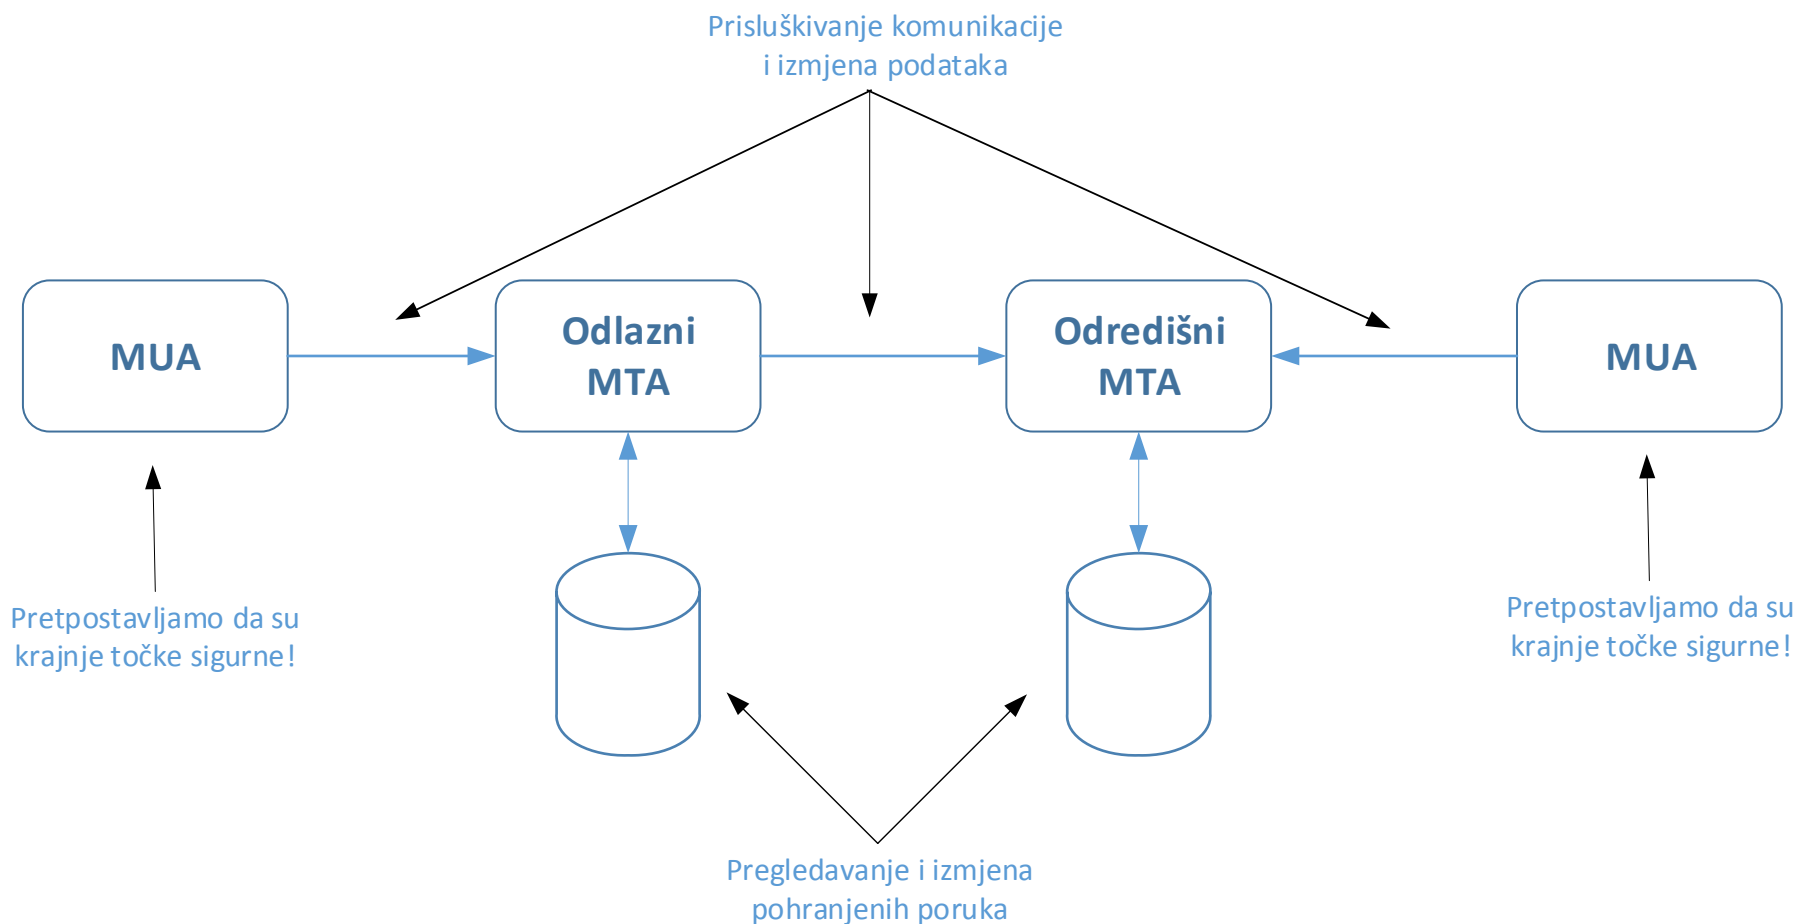 Prisluškivanje komunikacije
i izmjena podataka
MUA
Odlazni
MTA
Odredišni
MTA
MUA
Pretpostavljamo da su
krajnje točke sigurne!
Pretpostavljamo da su
krajnje točke sigurne!
Pregledavanje i izmjena
pohranjenih poruka